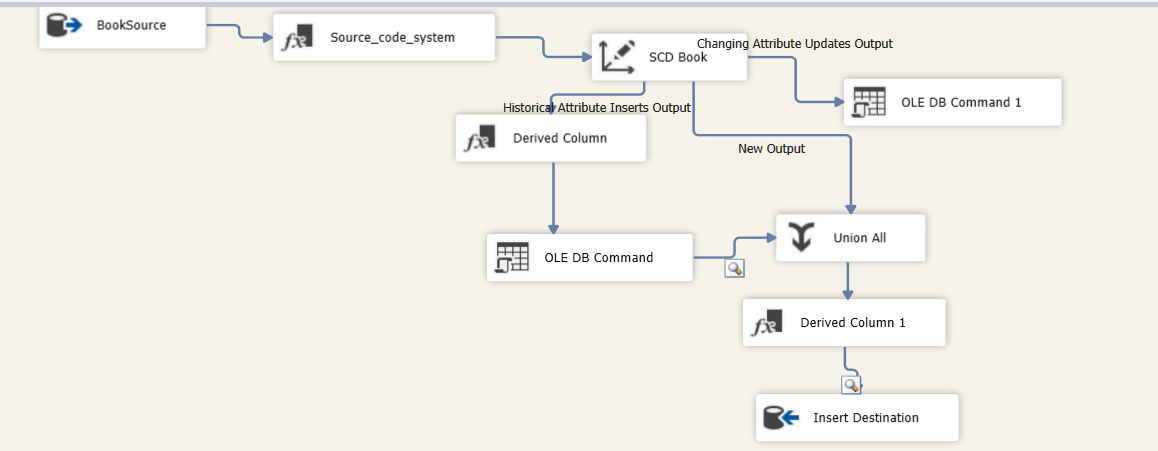 BookSource
Source_code_system
Changing Attribute Updates Output
SCD Book
OLE DB Command 1
Historical Attribute Inserts Output
Derived Column
New Output
Union All
OLE DB Command
Derived Column 1
Insert Destination